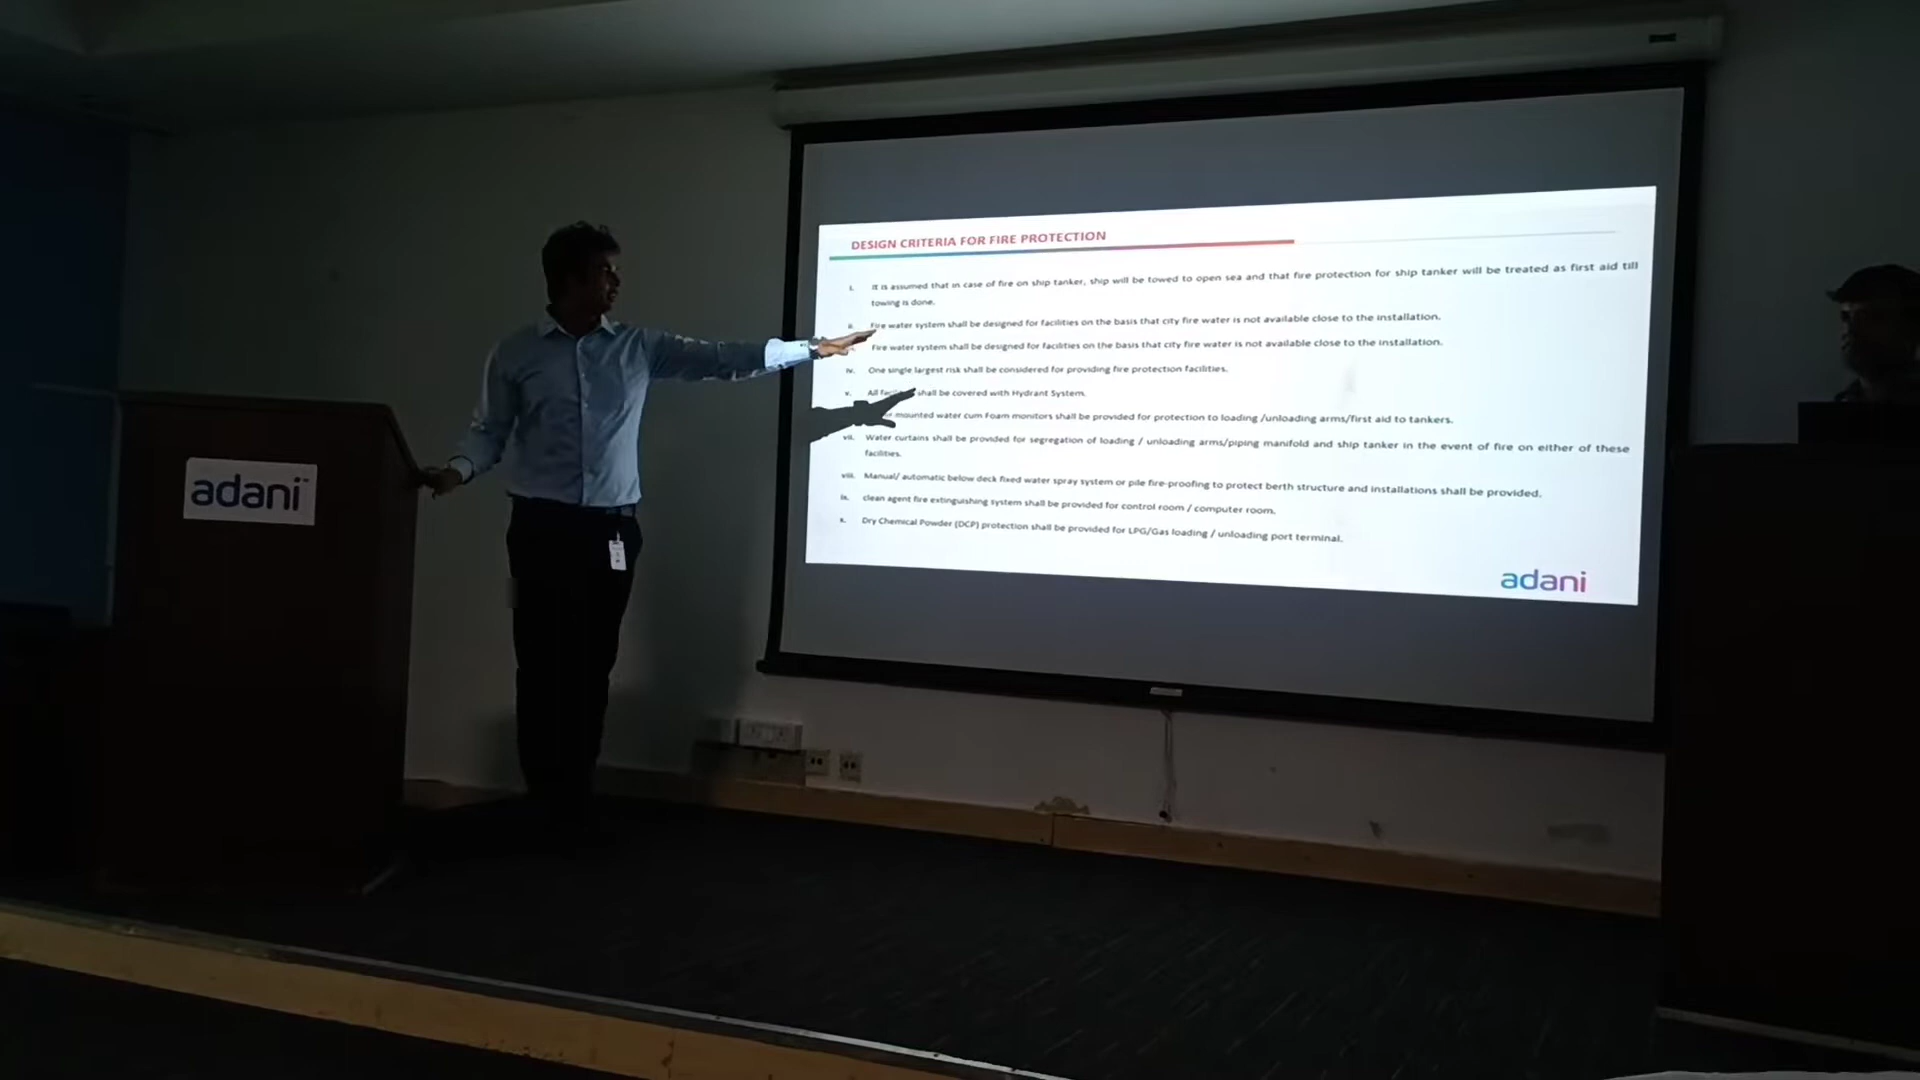 DESIGN CRITERIA FOR FIRE PROTECTION
i. It is assumed that in case of fire on ship tanker, ship will be towed to open sea and that fire protection for ship tanker will be treated as first aid till
towing is done.
ii. Fire water system shall be designed for facilities on the basis that city fire water is not available close to the installation.
Fire water system shall be designed for facilities on the basis that city fire water is not available close to the installation.
iv. One single largest risk shall be considered for providing fire protection facilities.
v. All shall be covered with Hydrant System.
mounted water cum Foam monitors shall be provided for protection to loading /unloading arms/first aid to tankers.
vii. Water curtains shall be provided for segregation of loading / unloading arms/piping manifold and ship tanker in the event of fire on either of these
facilities.
viii. Manual/ automatic below deck fixed water spray system or pile fire-proofing to protect berth structure and installations shall be provided.
ix. clean agent fire extinguishing system shall be provided for control room / computer room.
x. Dry Chemical Powder (DCP) protection shall be provided for LPG/Gas loading / unloading port terminal.
adani
adani